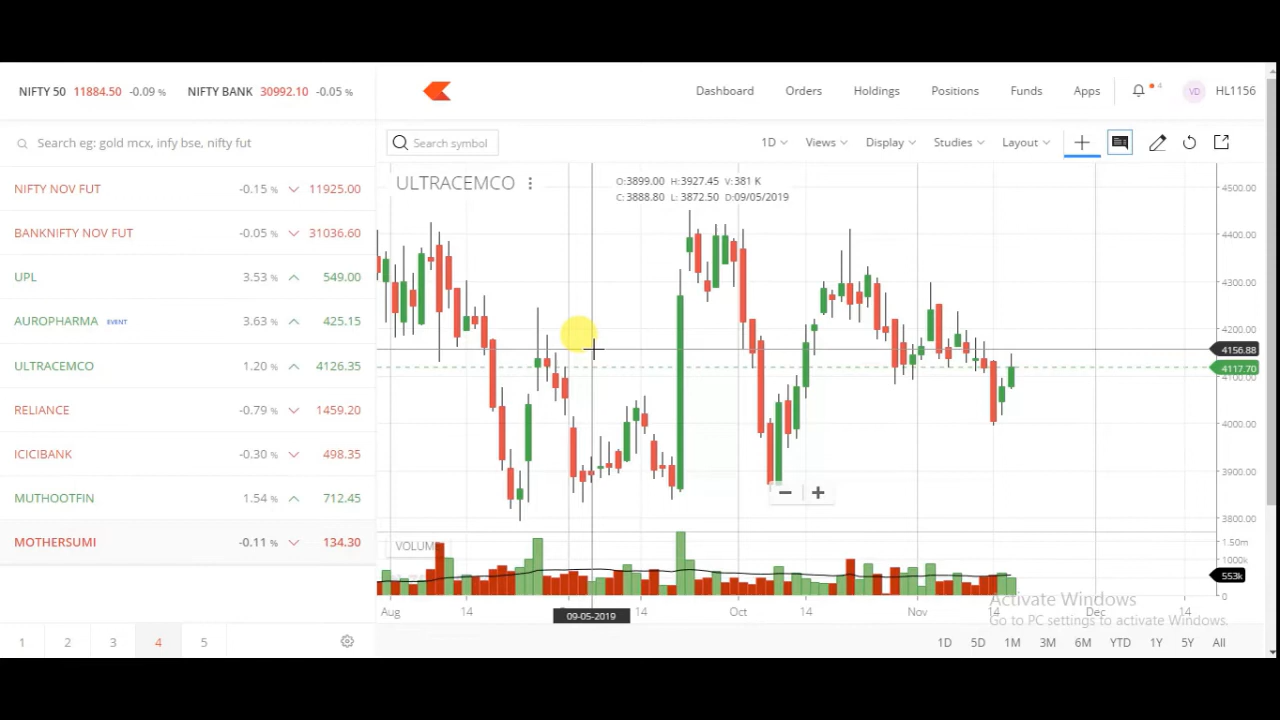 NIFTY 50 11884.50 -0.09 % NIFTY BANK 30992.10 -0.05 %
Dashboard Orders Holdings Positions Funds Apps 4 VD HL1156
Search eg: gold mcx, infy bse, nifty fut
Search symbol 1D Views Display Studies Layout
NIFTY NOV FUT -0.15 % 11925.00
BANKNIFTY NOV FUT -0.05 % 31036.60
UPL 3.53 % 549.00
AUROPHARMA EVENT 3.63 % 425.15
ULTRACEMCO 1.20 % 4126.35
RELIANCE -0.79 % 1459.20
ICICIBANK -0.30 % 498.35
MUTHOOTFIN 1.54 % 712.45
MOTHERSUMI -0.11 % 134.30
1 2 3 4 5
ULTRACEMCO
O:3899.00 H:3927.45 V:381 K
C:3888.80 L: 3872.50 D:09/05/2019
4500.00
4400.00
4300.00
4200.00
4156.88
4117.70
4100.00
4000.00
3900.00
3800.00
VOLUME
1.50m
1000k
553k
0
Aug 14 14 Oct 14 Nov 14 Dec 14
09-05-2019
Activate Windows
Go to PC settings to activate Windows.
1D 5D 1M 3M 6M YTD 1Y 5Y All